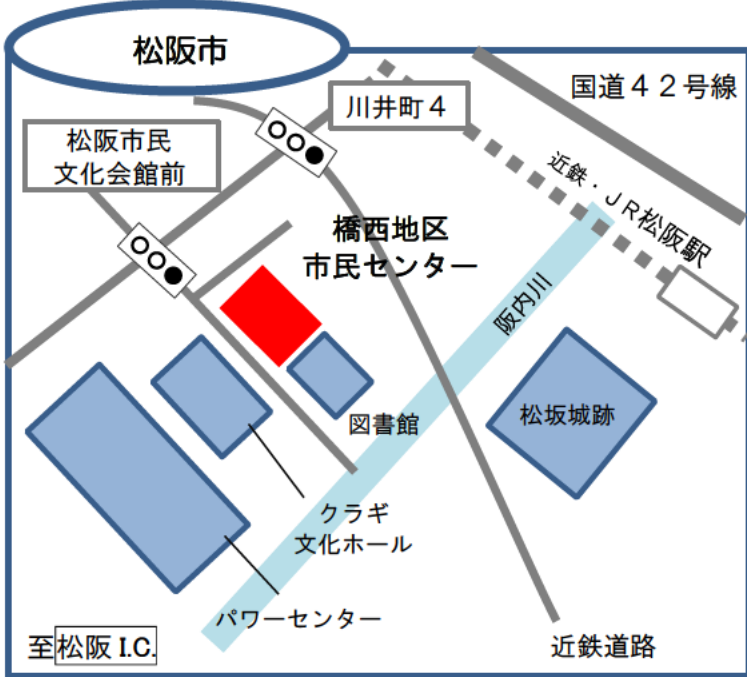 松阪市
国道４２号線
川井町４
松阪市民
文化会館前
近鉄・ＪＲ松阪駅
橋西地区
市民センター
阪内川
松坂城跡
図書館
クラギ
文化ホール
パワーセンター
至松阪 I.C.
近鉄道路